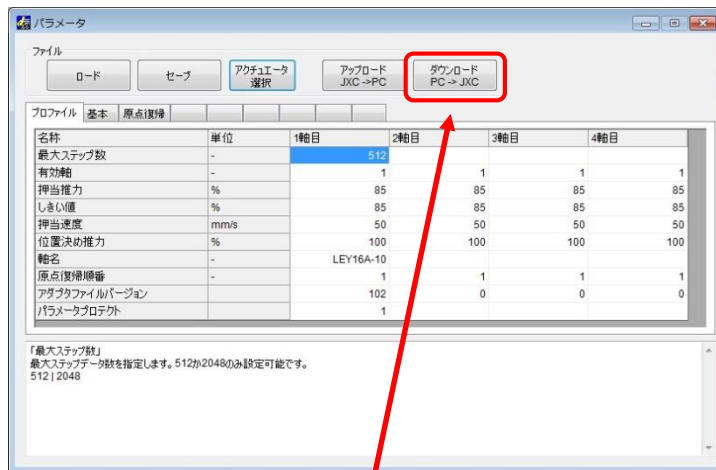 パラメータ
ファイル
ロード セーブ アクチュエータ 選択 アップロード JXC ->PC ダウンロード PC -> JXC
プロファイル 基本 原点復帰
名称 単位 1軸目 2軸目 3軸目 4軸目
最大ステップ数 - 512
有効軸 - 1 1 1 1
押当推力 % 85 85 85 85
しきい値 % 85 85 85 85
押当速度 mm/s 50 50 50 50
位置決め推力 % 100 100 100 100
軸名 - LEY16A-10
原点復帰順番 - 1 1 1 1
アダプタファイルバージョン 102 0 0 0
パラメータプロテクト 1
「最大ステップ数」
最大ステップデータ数を指定します。512か2048のみ設定可能です。
512 | 2048